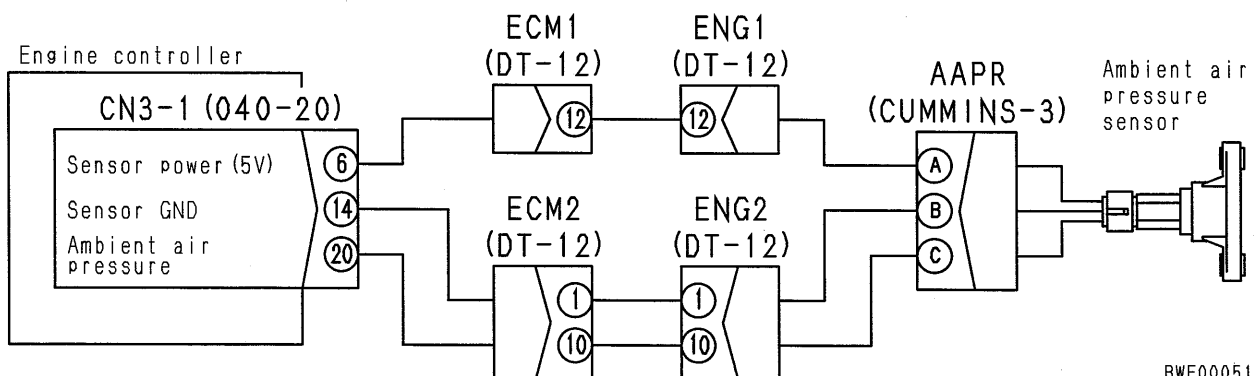 Engine controller
CN3-1 (040-20)
Sensor power (5V)
6
Sensor GND
14
Ambient air
pressure
20
ECM1
(DT-12)
12
ENG1
(DT-12)
12
ECM2
(DT-12)
1
10
ENG2
(DT-12)
1
10
AAPR
(CUMMINS-3)
A
B
C
Ambient air
pressure
sensor
BWE00051